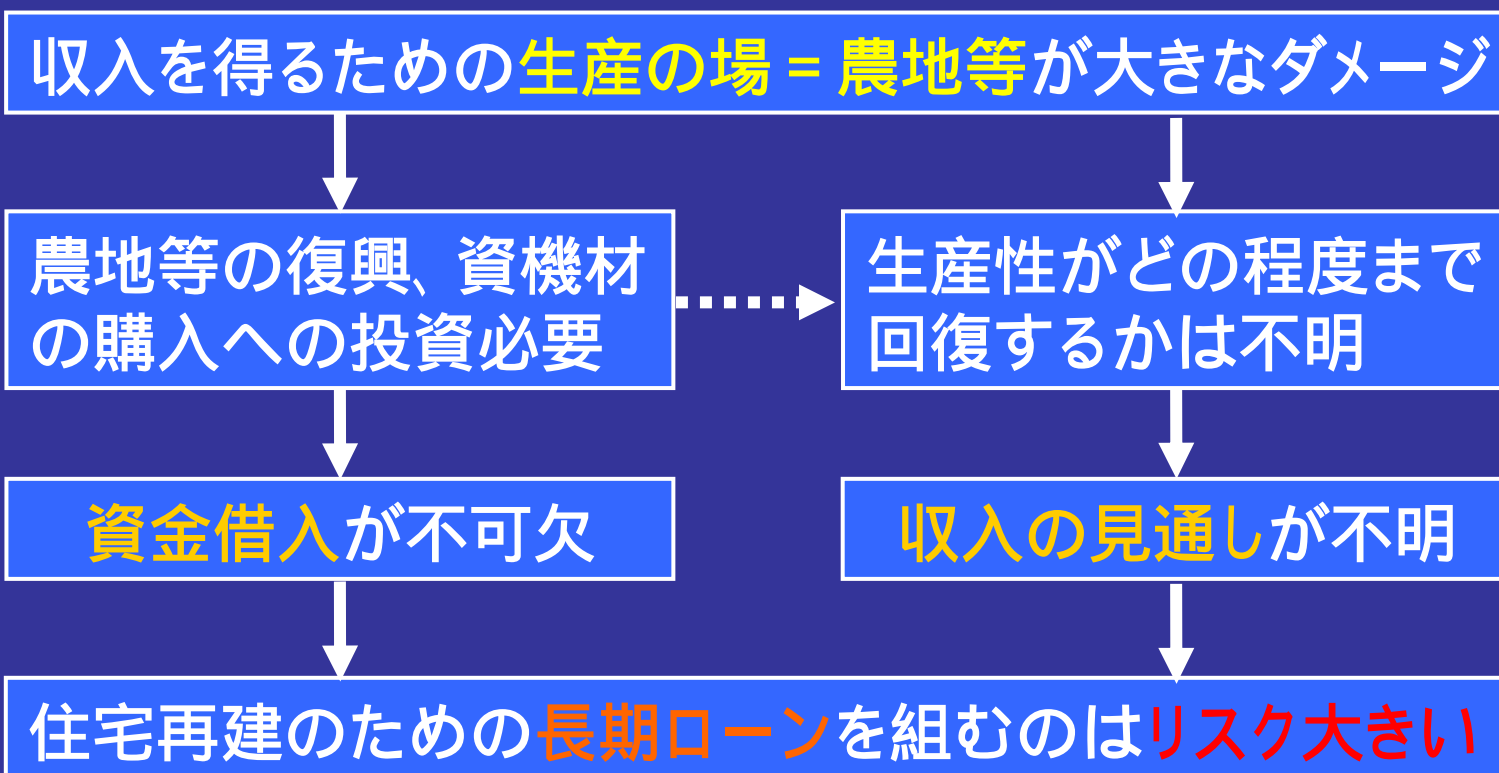 収入を得るための生産の場＝農地等が大きなダメージ
農地等の復興、資機材
の購入への投資必要
生産性がどの程度まで
回復するかは不明
資金借入が不可欠
収入の見通しが不明
住宅再建のための長期ローンを組むのはリスク大きい